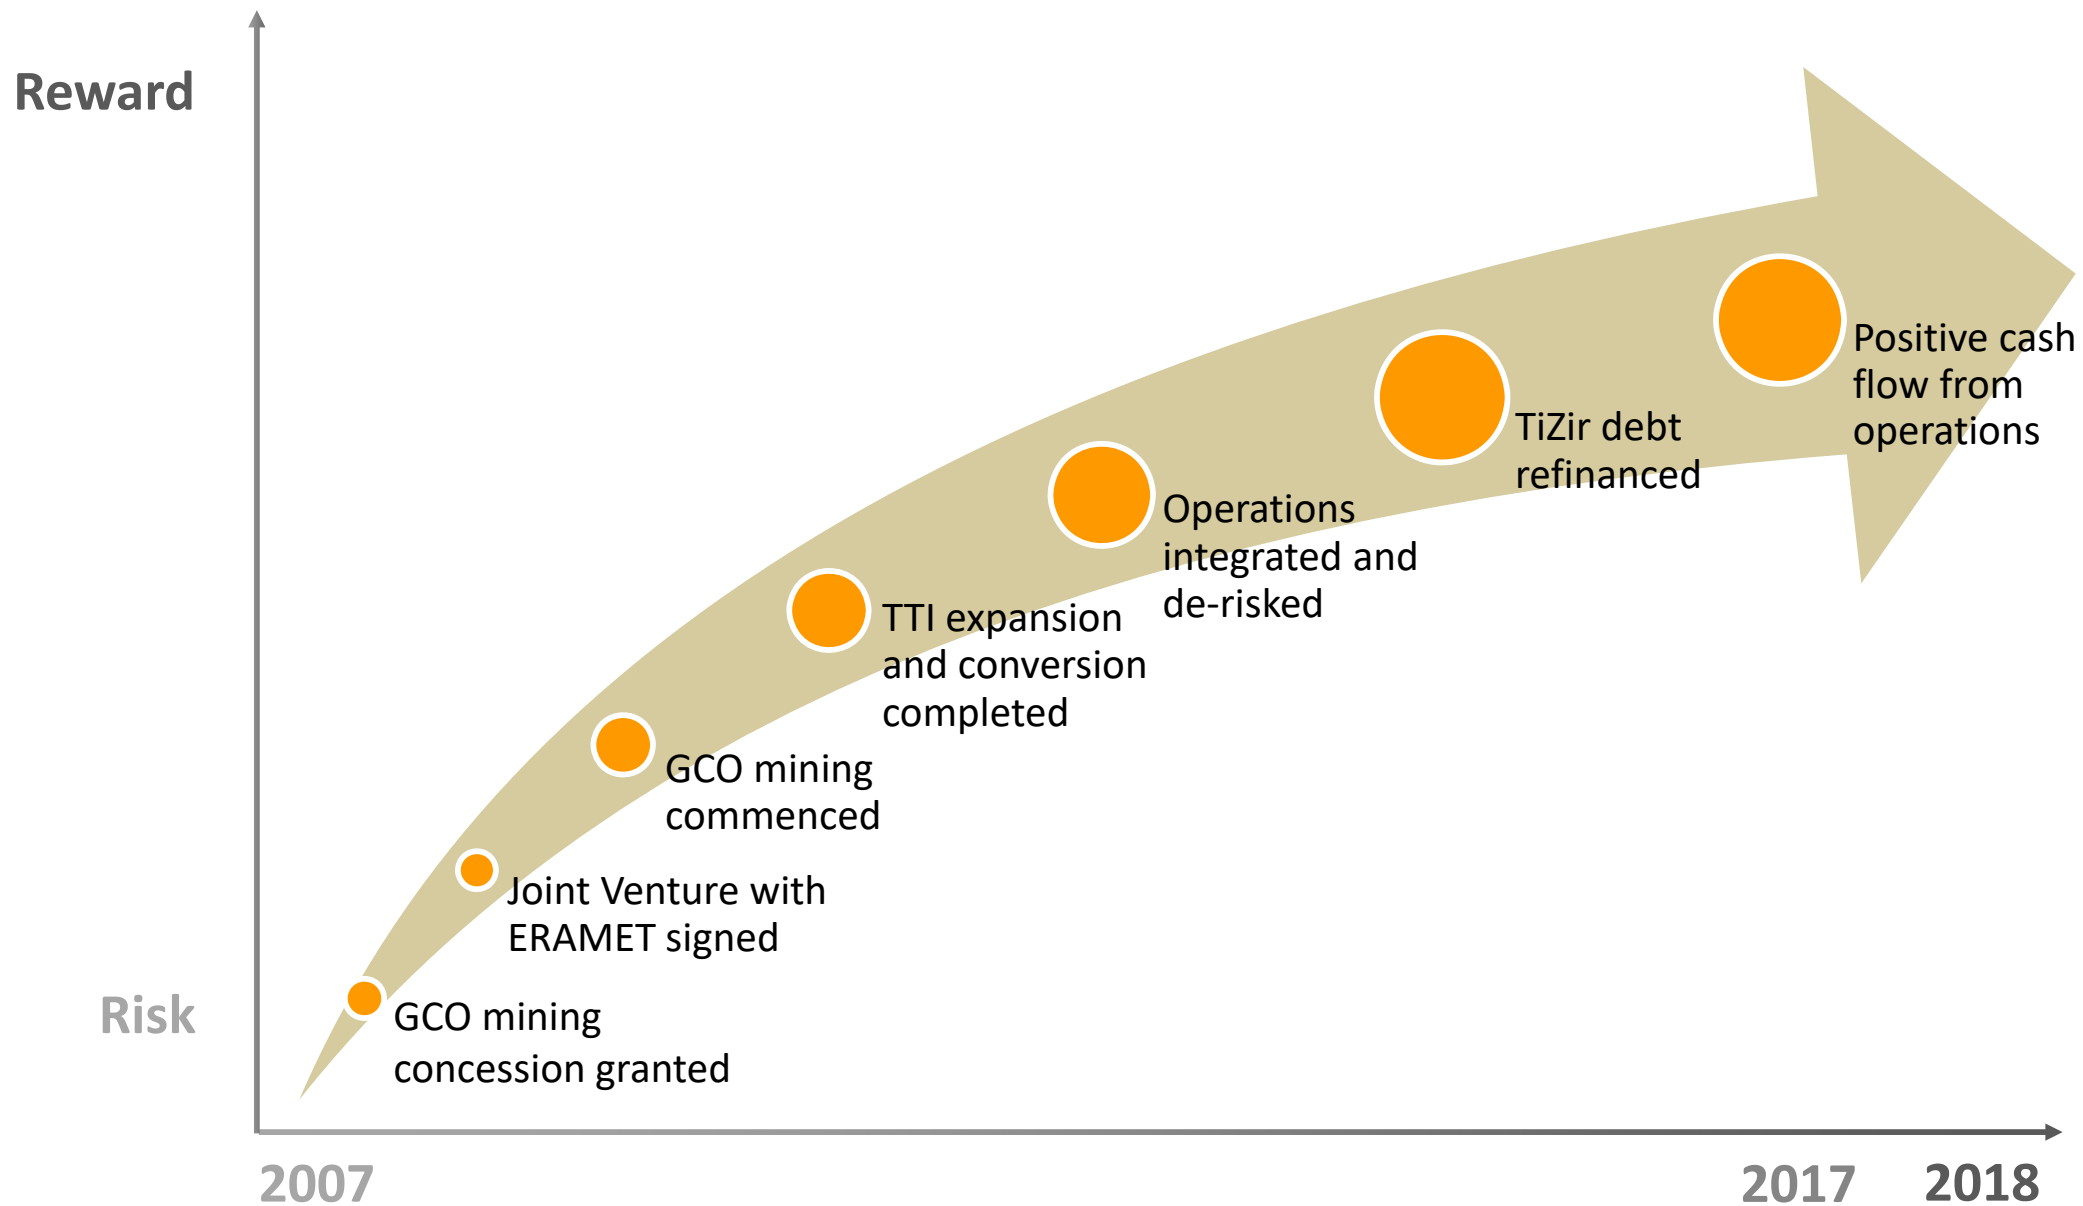 Reward
Positive cash
flow from
operations
TiZir debt
refinanced
Operations
integrated and
de-risked
TTI expansion
and conversion
completed
GCO mining
commenced
Joint Venture with
ERAMET signed
Risk
GCO mining
concession granted
2007
2017
2018